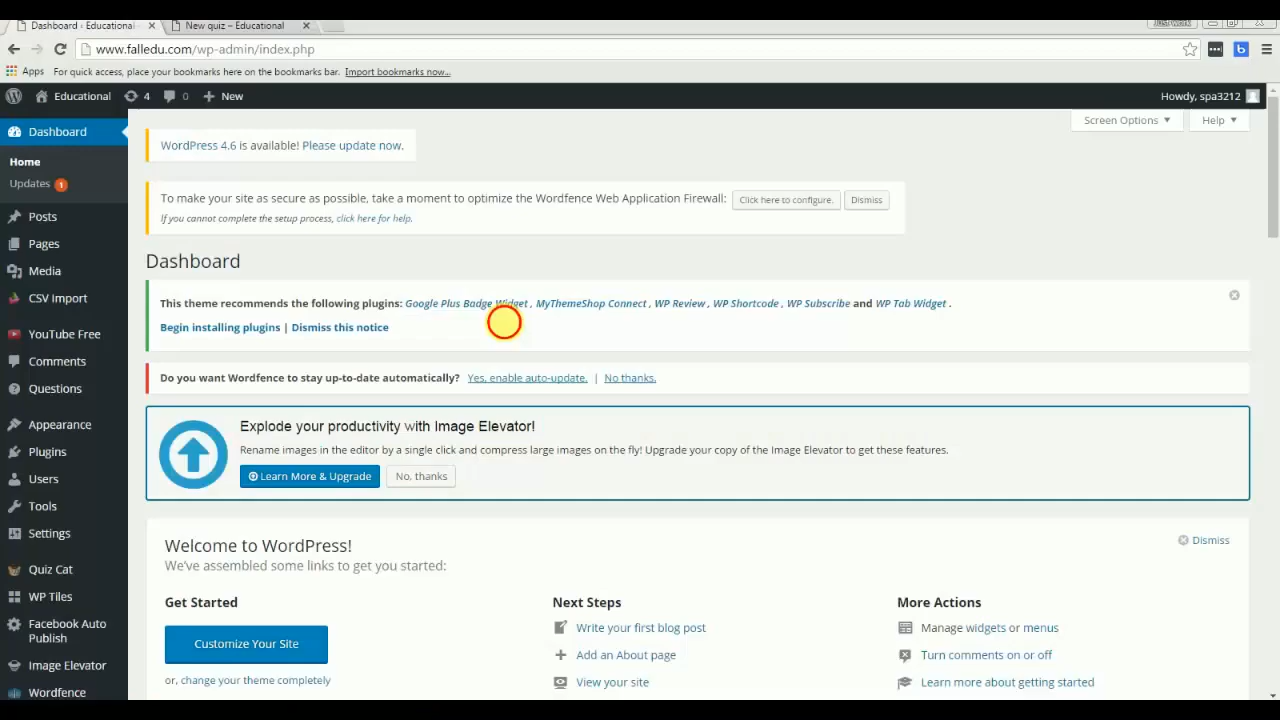 Dashboard ‹ Educational
New quiz – Educational
www.falledu.com/wp-admin/index.php
Apps For quick access, place your bookmarks here on the bookmarks bar. Import bookmarks now...
Educational 4 0 New Howdy, spa3212
Dashboard
Home
Updates 1
Posts
Pages
Media
CSV Import
YouTube Free
Comments
Questions
Appearance
Plugins
Users
Tools
Settings
Quiz Cat
WP Tiles
Facebook Auto
Publish
Image Elevator
Wordfence
Screen Options Help
WordPress 4.6 is available! Please update now.
To make your site as secure as possible, take a moment to optimize the Wordfence Web Application Firewall: Click here to configure. Dismiss
If you cannot complete the setup process, click here for help.
Dashboard
This theme recommends the following plugins: Google Plus Badge Widget , MyThemeShop Connect , WP Review , WP Shortcode , WP Subscribe and WP Tab Widget .
Begin installing plugins | Dismiss this notice
Do you want Wordfence to stay up-to-date automatically? Yes, enable auto-update. | No thanks.
Explode your productivity with Image Elevator!
Rename images in the editor by a single click and compress large images on the fly! Upgrade your copy of the Image Elevator to get these features.
Learn More & Upgrade No, thanks
Welcome to WordPress!
Dismiss
We've assembled some links to get you started:
Get Started
Customize Your Site
or, change your theme completely
Next Steps
Write your first blog post
Add an About page
View your site
More Actions
Manage widgets or menus
Turn comments on or off
Learn more about getting started